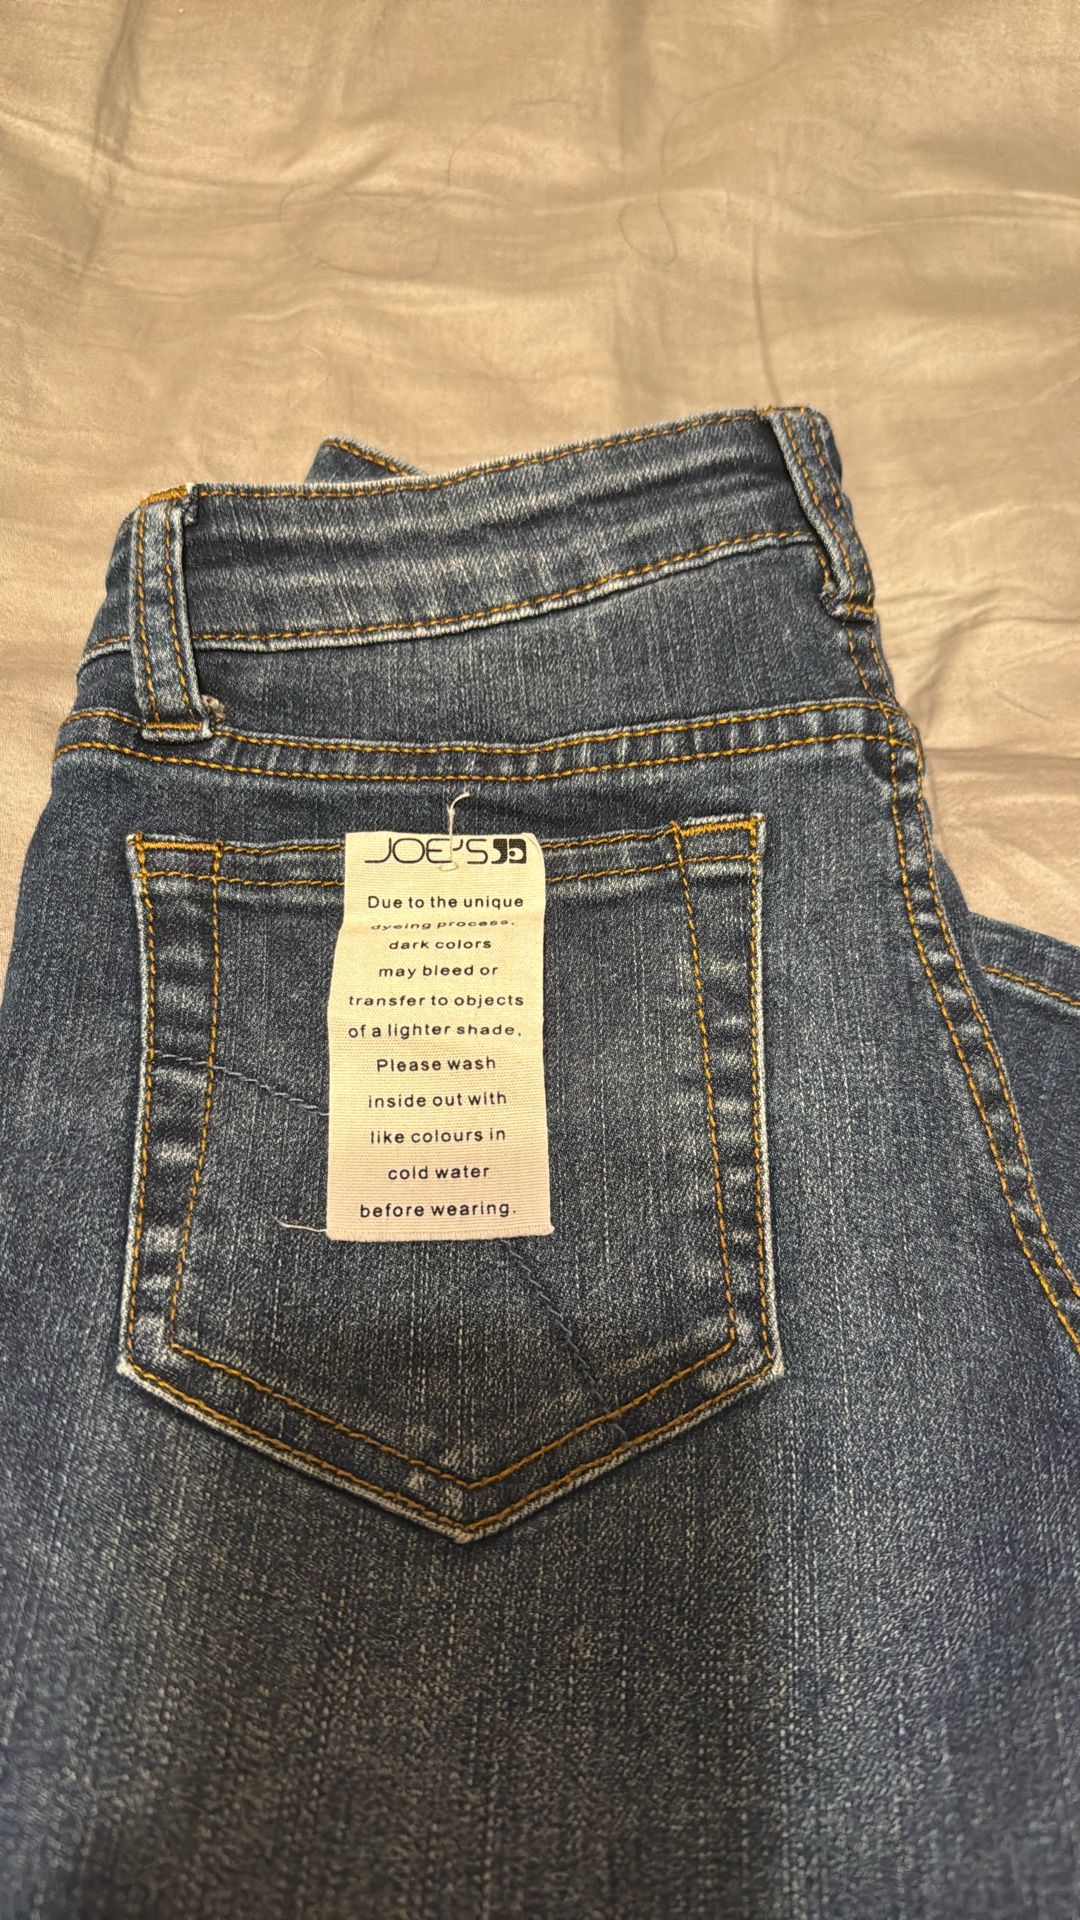 JOE'S
Due to the unique
dyeing process,
dark colors
may bleed or
transfer to objects
of a lighter shade,
Please wash
inside out with
like colours in
cold water
before wearing.